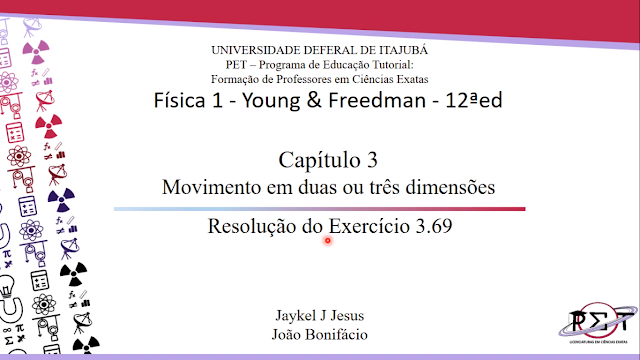 UNIVERSIDADE DEFERAL DE ITAJUBÁ
PET – Programa de Educação Tutorial:
Formação de Professores em Ciências Exatas
Física 1 - Young & Freedman - 12ªed
Capítulo 3
Movimento em duas ou três dimensões
Resolução do Exercício 3.69
Jaykel J Jesus
João Bonifácio
PET
LICENCIATURAS EM CIÊNCIAS EXATAS